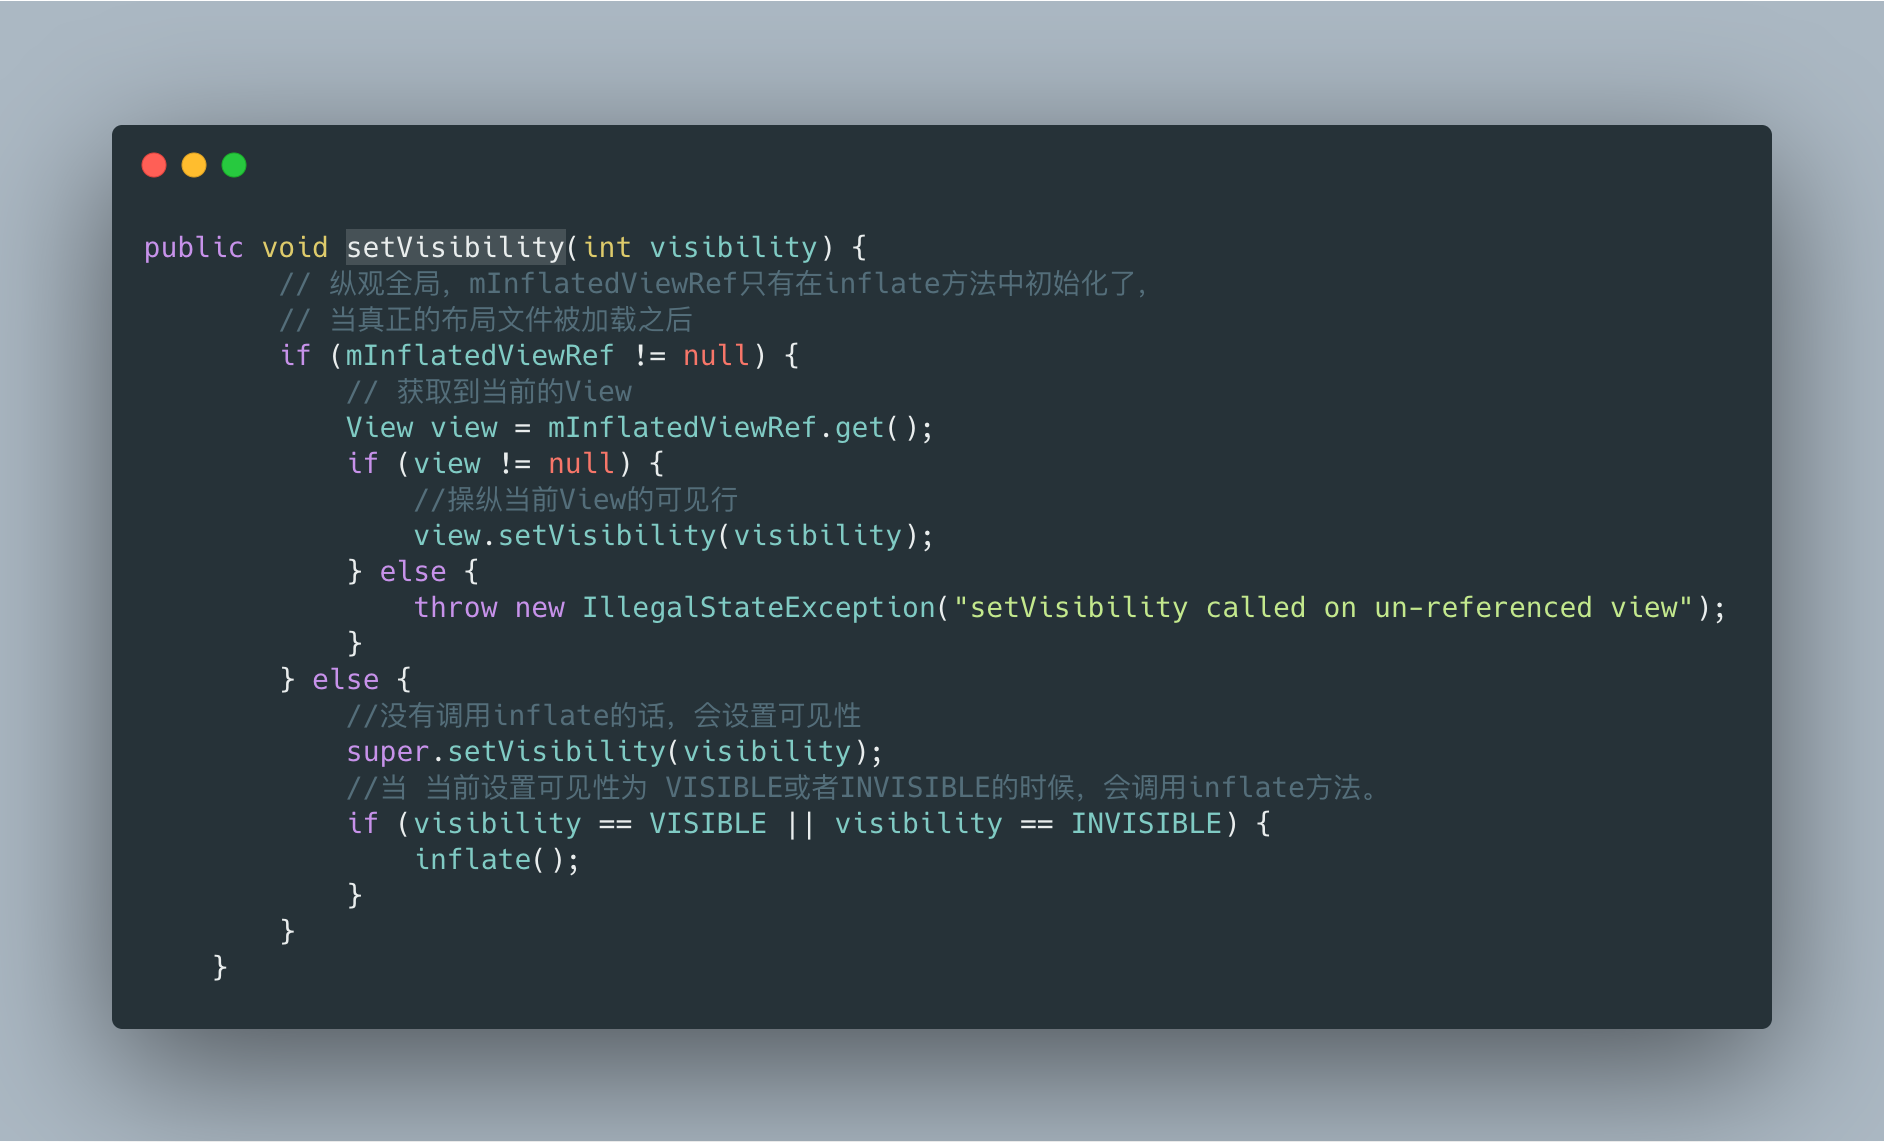 public void setVisibility(int visibility) {
        // 纵观全局，mInflatedViewRef只有在inflate方法中初始化了，
        // 当真正的布局文件被加载之后
        if (mInflatedViewRef != null) {
            // 获取到当前的View
            View view = mInflatedViewRef.get();
            if (view != null) {
                //操纵当前View的可见行
                view.setVisibility(visibility);
            } else {
                throw new IllegalStateException("setVisibility called on un-referenced view");
            }
        } else {
            //没有调用inflate的话，会设置可见性
            super.setVisibility(visibility);
            //当 当前设置可见性为 VISIBLE或者INVISIBLE的时候，会调用inflate方法。
            if (visibility == VISIBLE || visibility == INVISIBLE) {
                inflate();
            }
        }
    }